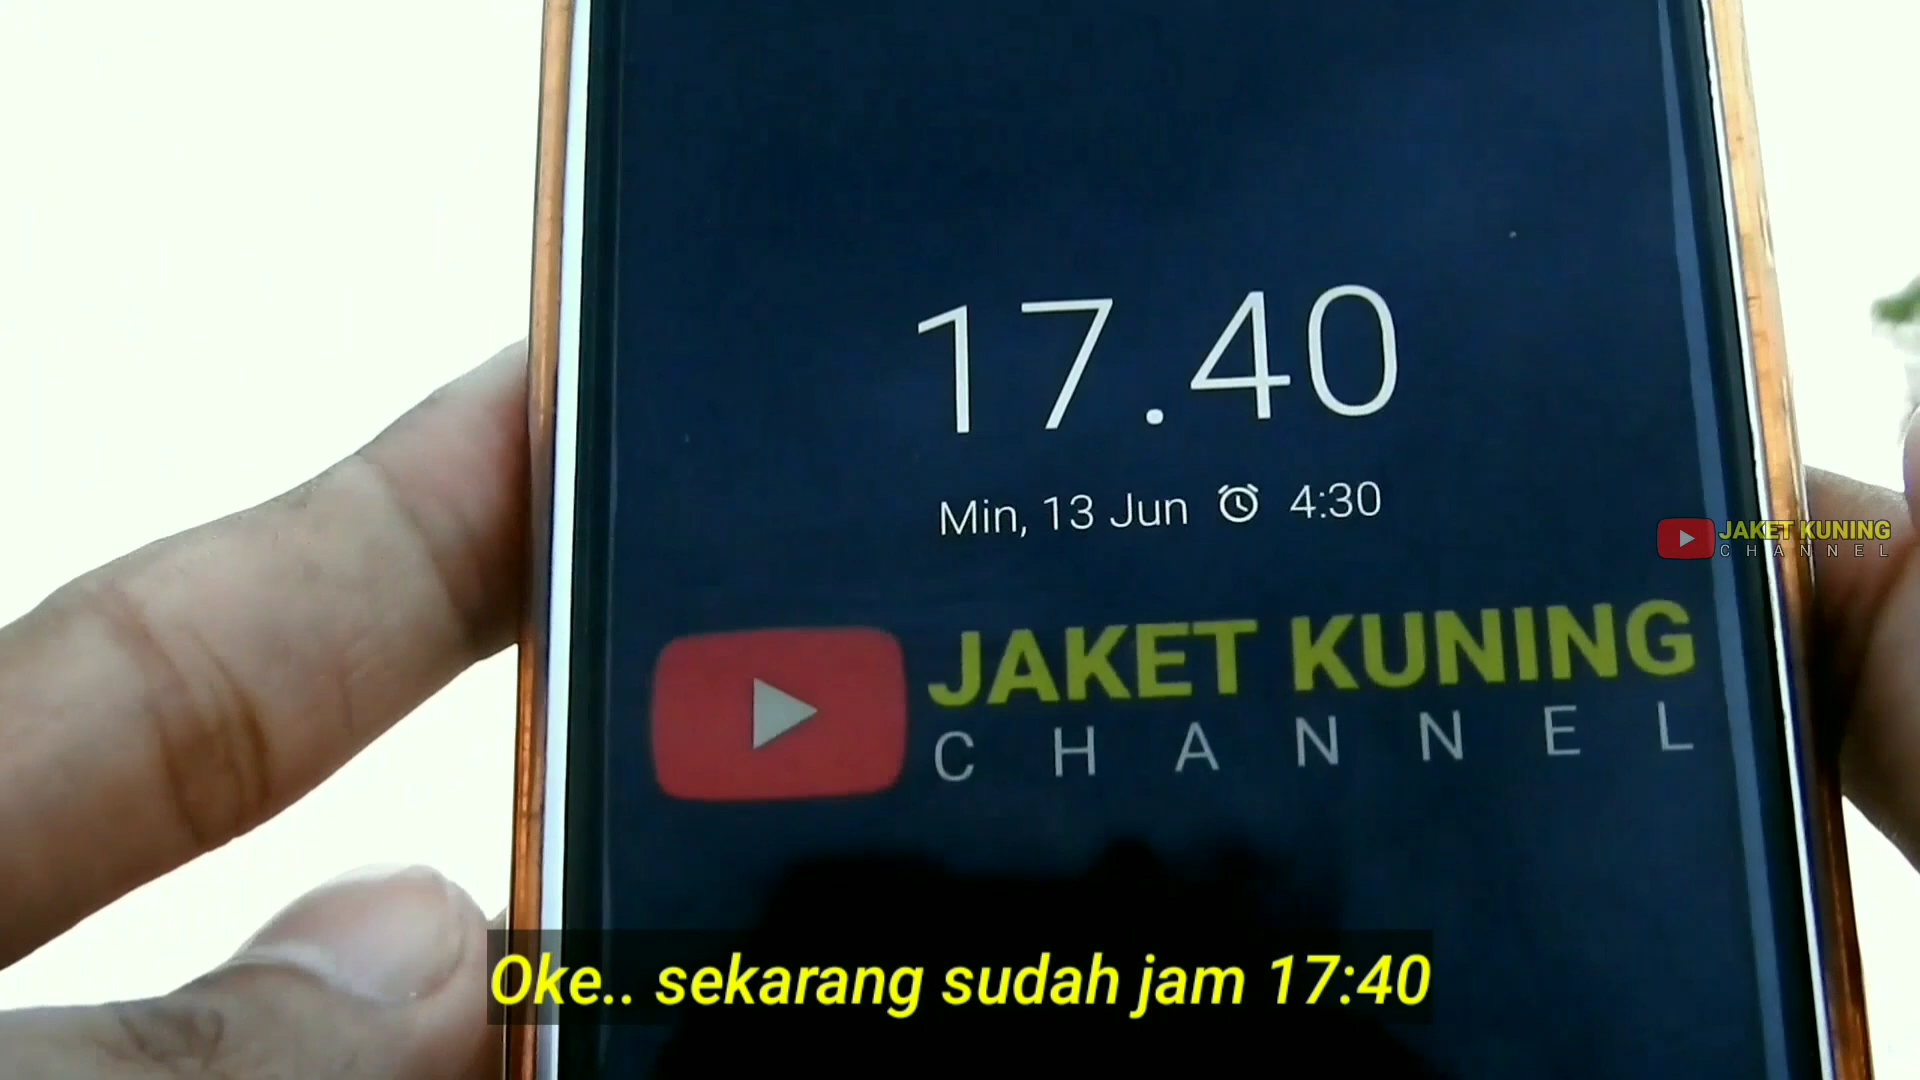 17.40
Min, 13 Jun 4:30
JAKET KUNING
CHANNEL
JAKET KUNING
CHANNEL
Oke.. sekarang sudah jam 17:40